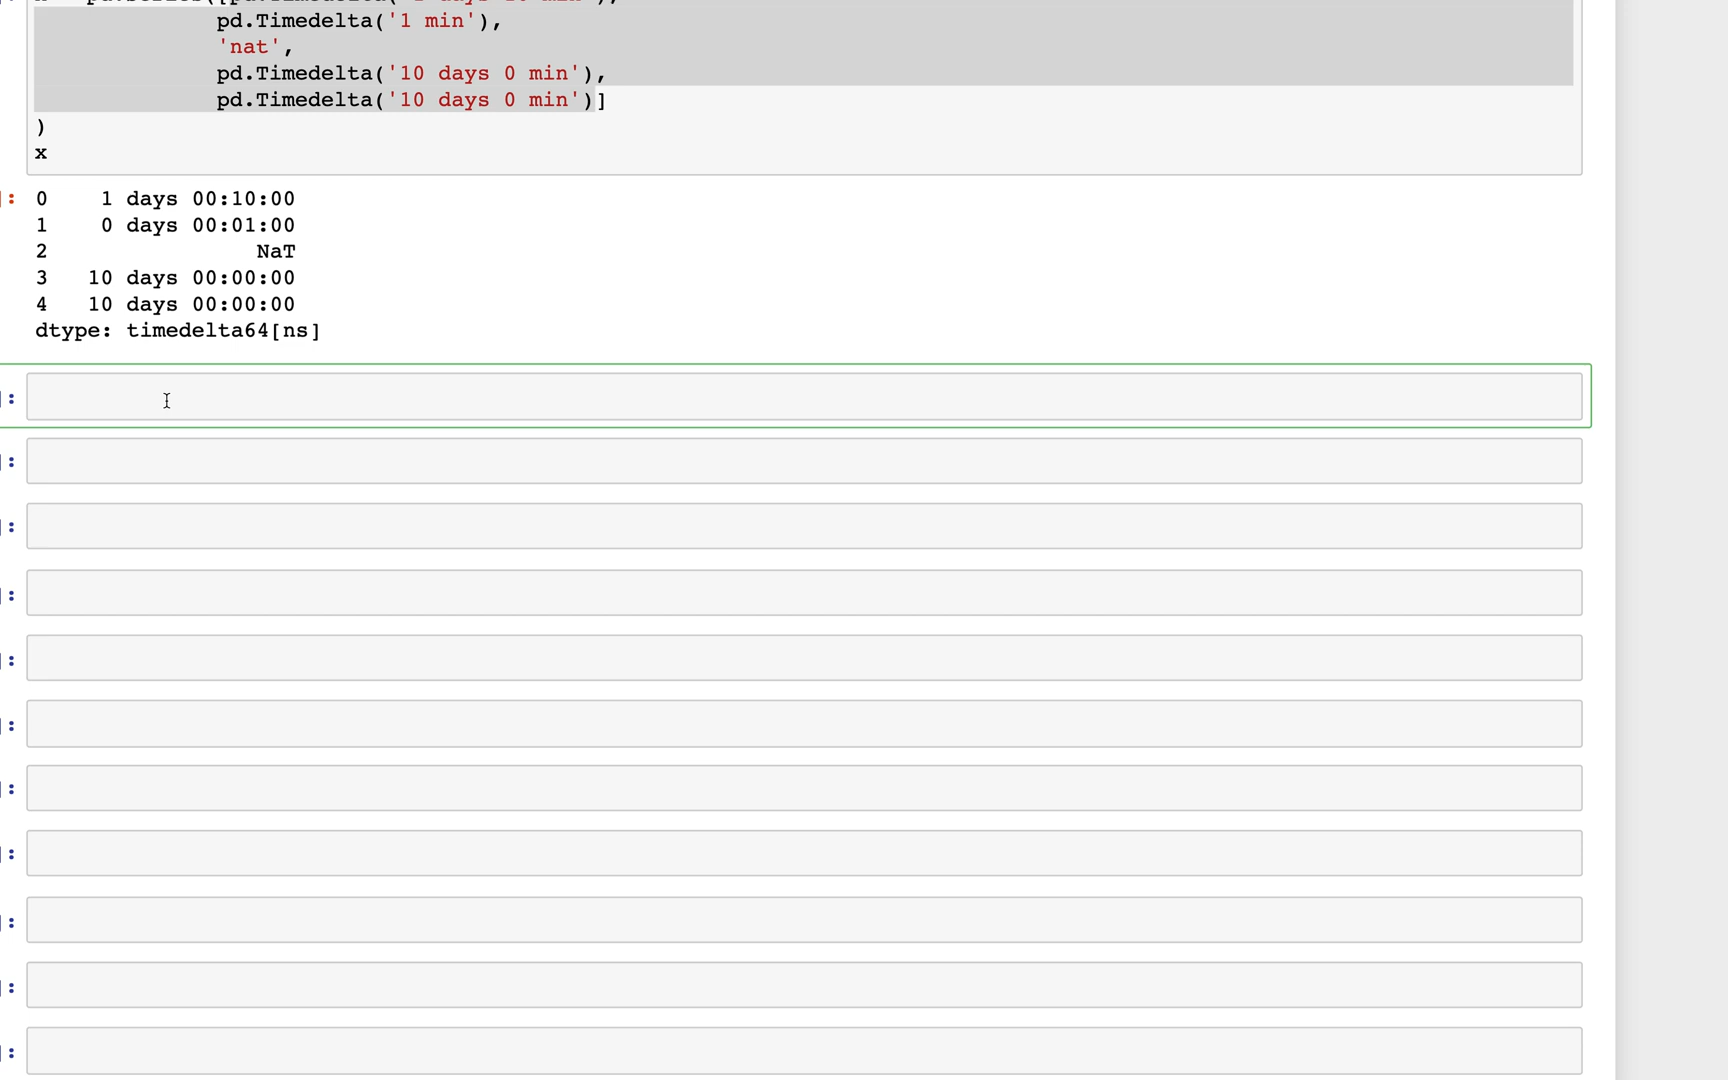 pd.Timedelta('1 min'),
'nat',
pd.Timedelta('10 days 0 min'),
pd.Timedelta('10 days 0 min')]
)
x
]: 0 1 days 00:10:00
1 0 days 00:01:00
2 NaT
3 10 days 00:00:00
4 10 days 00:00:00
dtype: timedelta64[ns]
]:
]:
]:
]:
]:
]:
]:
]:
]:
]:
]: